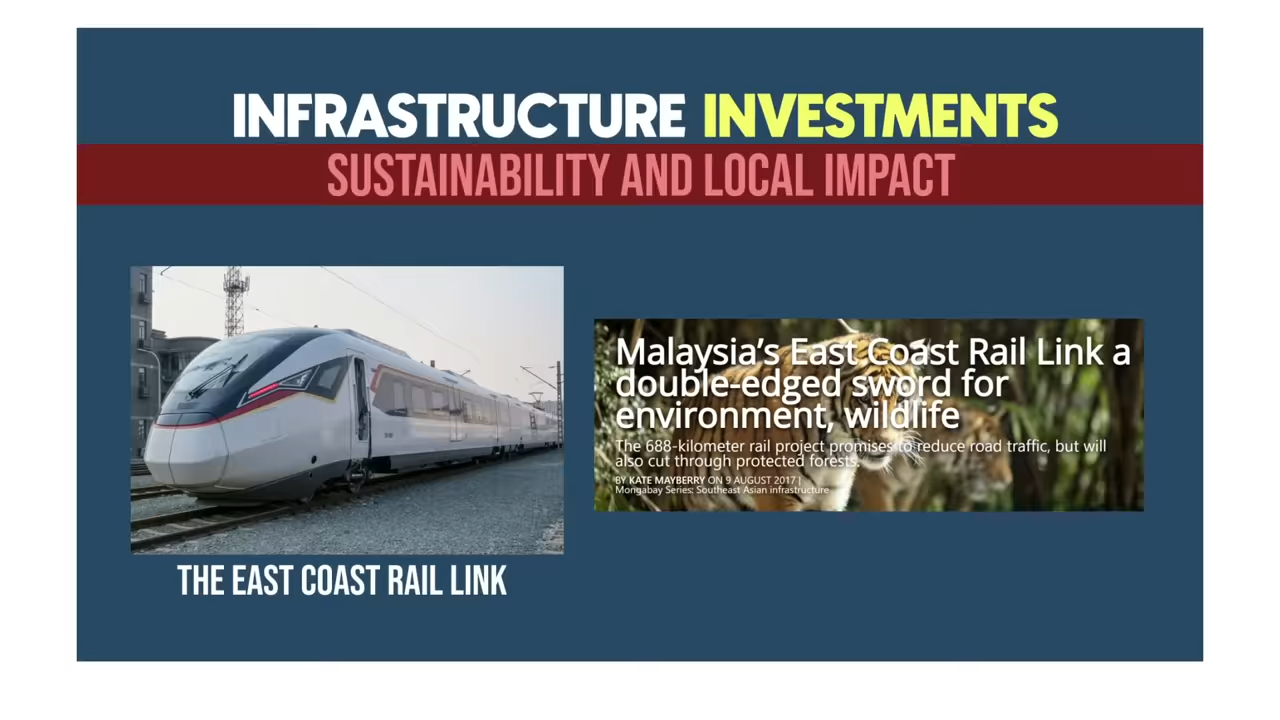 INFRASTRUCTURE INVESTMENTS
SUSTAINABILITY AND LOCAL IMPACT
Malaysia's East Coast Rail Link a
double-edged sword for
environment, wildlife
The 688-kilometer rail project promises to reduce road traffic, but will
also cut through protected forests.
BY KATE MAYBERRY ON 9 AUGUST 2017 |
Mongabay Series: Southeast Asian infrastructure
THE EAST COAST RAIL LINK